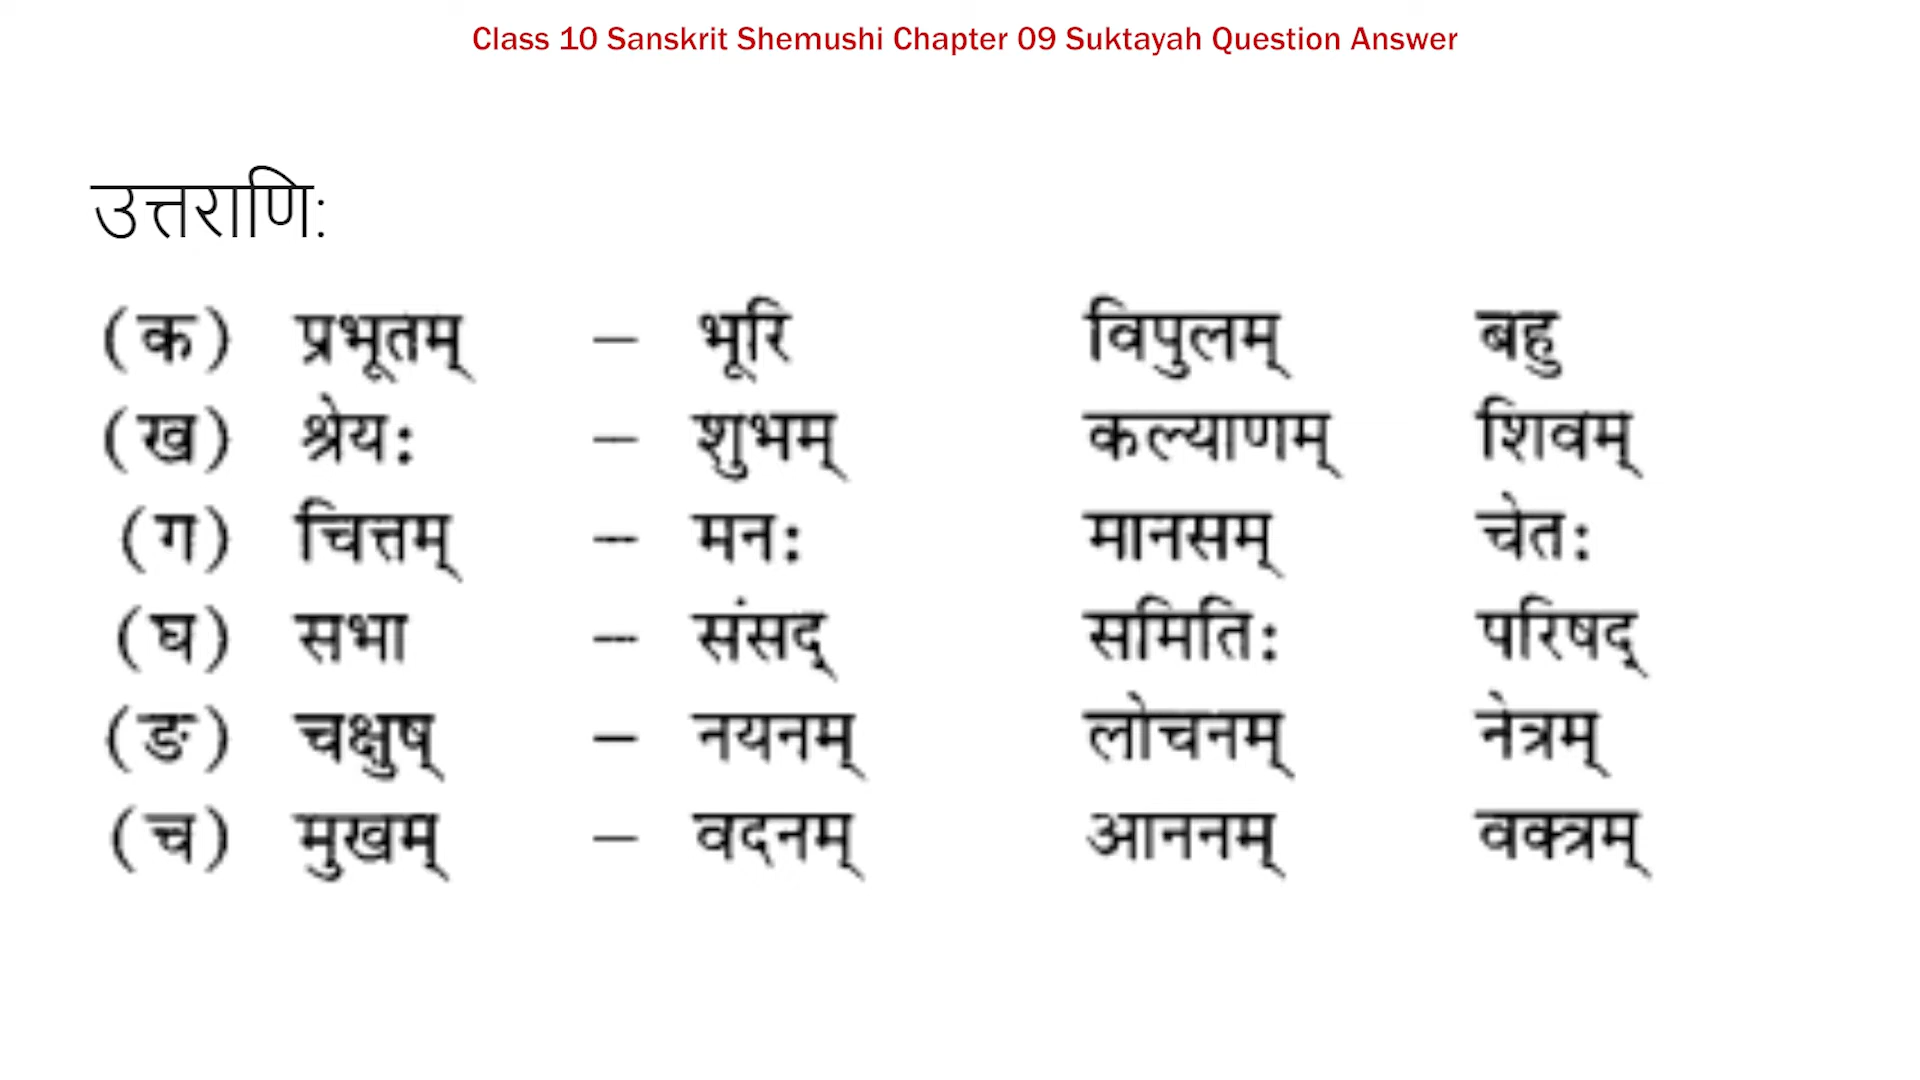 Class 10 Sanskrit Shemushi Chapter 09 Suktayah Question Answer
उत्तराणि:
(क) प्रभूतम् – भूरि विपुलम् बहु
(ख) श्रेय: – शुभम् कल्याणम् शिवम्
(ग) चित्तम् – मन: मानसम् चेत:
(घ) सभा – संसद् समिति: परिषद्
(ङ) चक्षुष् – नयनम् लोचनम् नेत्रम्
(च) मुखम् – वदनम् आननम् वक्त्रम्